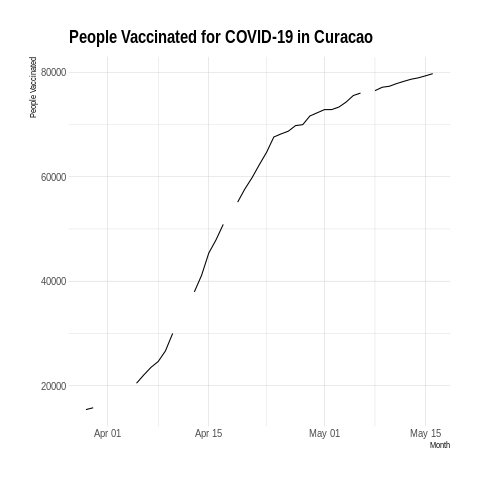 People Vaccinated for COVID-19 in Curacao
People Vaccinated
80000
60000
40000
20000
Apr 01
Apr 15
May 01
May 15
Month